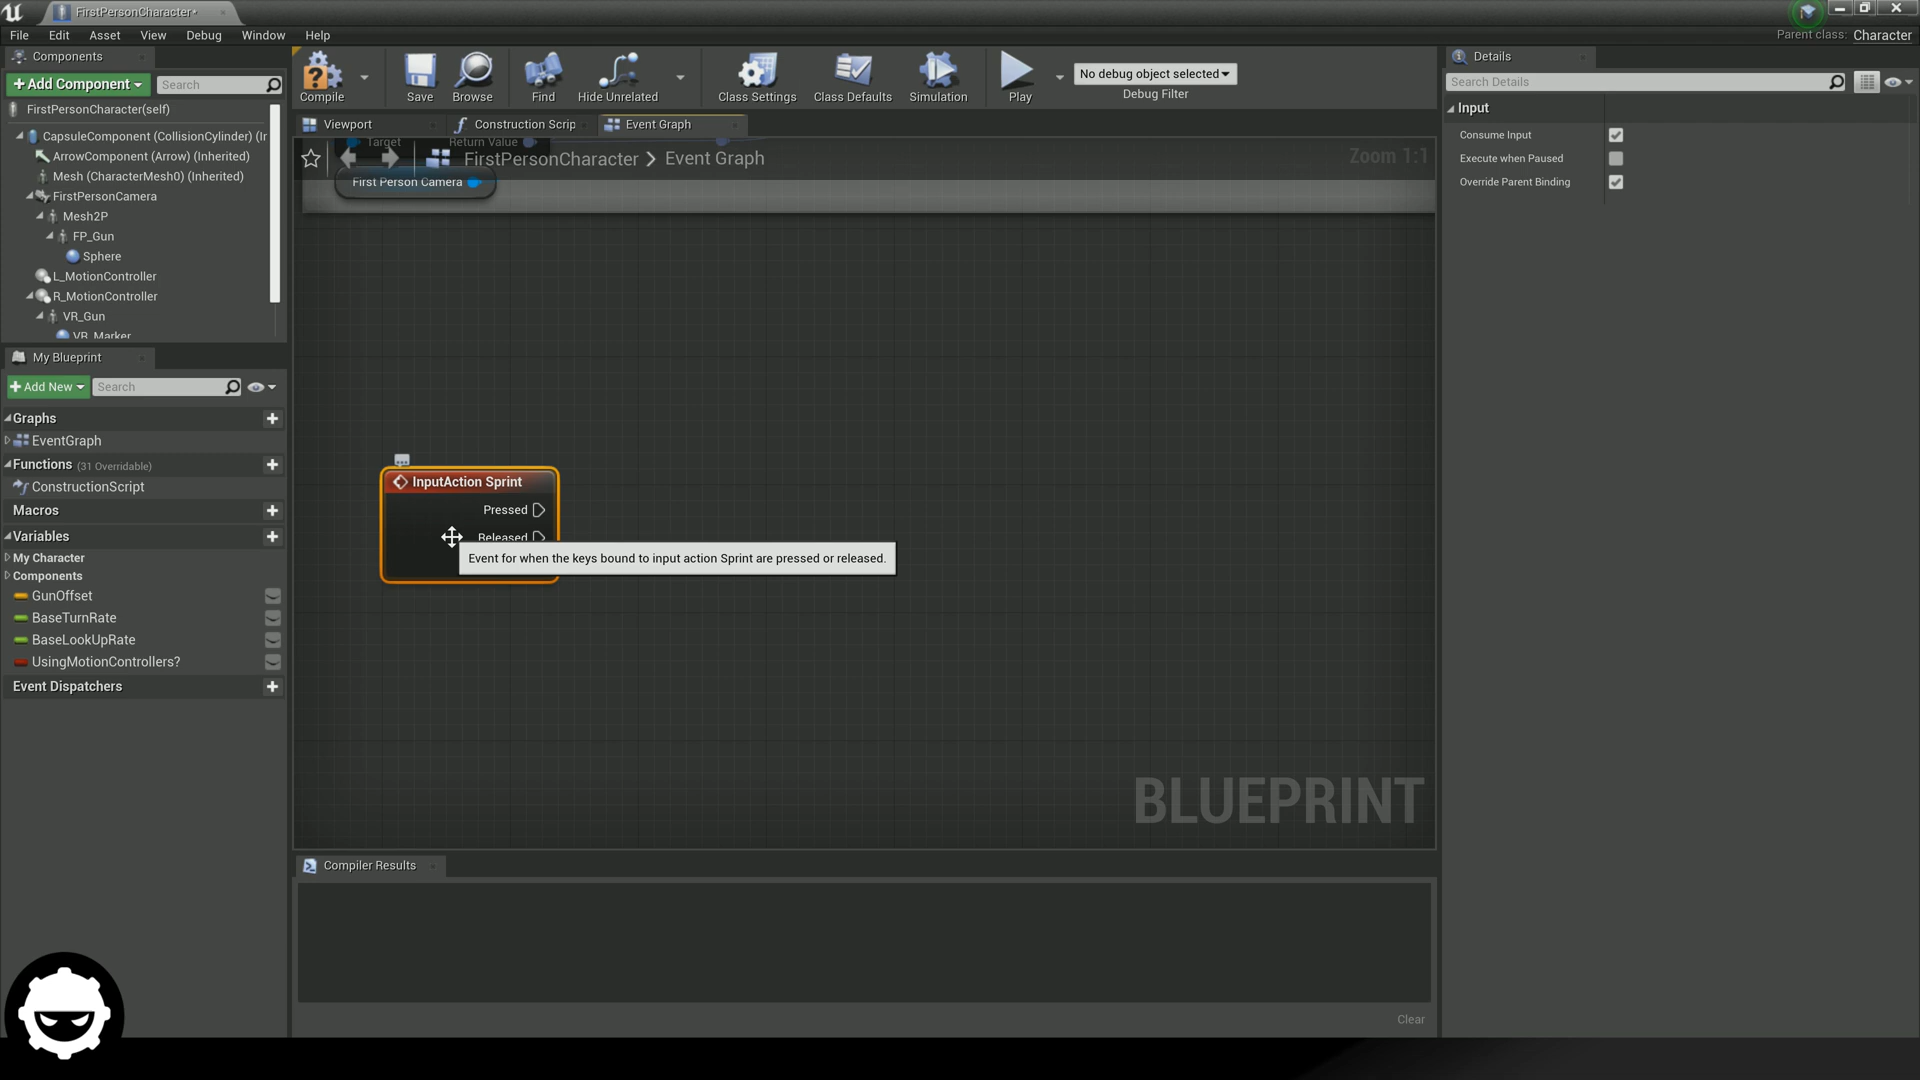 FirstPersonCharacter*
File Edit Asset View Debug Window Help
Parent class: Character
Components
+Add Component
Search
FirstPersonCharacter(self)
CapsuleComponent (CollisionCylinder) (Ir
ArrowComponent (Arrow) (Inherited)
Mesh (CharacterMesh0) (Inherited)
FirstPersonCamera
Mesh2P
FP_Gun
Sphere
L_MotionController
R_MotionController
VR_Gun
VR_Marker
My Blueprint
+Add New
Search
Graphs
EventGraph
Functions (31 Overridable)
ConstructionScript
Macros
Variables
My Character
Components
GunOffset
BaseTurnRate
BaseLookUpRate
UsingMotionControllers?
Event Dispatchers
Compile Save Browse Find Hide Unrelated Class Settings Class Defaults Simulation Play
No debug object selected
Debug Filter
Viewport Construction Scrip Event Graph
Target Return Value
FirstPersonCharacter > Event Graph
Zoom 1:1
First Person Camera
InputAction Sprint
Pressed
Released
Event for when the keys bound to input action Sprint are pressed or released.
BLUEPRINT
Compiler Results
Clear
Details
Search Details
Input
Consume Input
Execute when Paused
Override Parent Binding